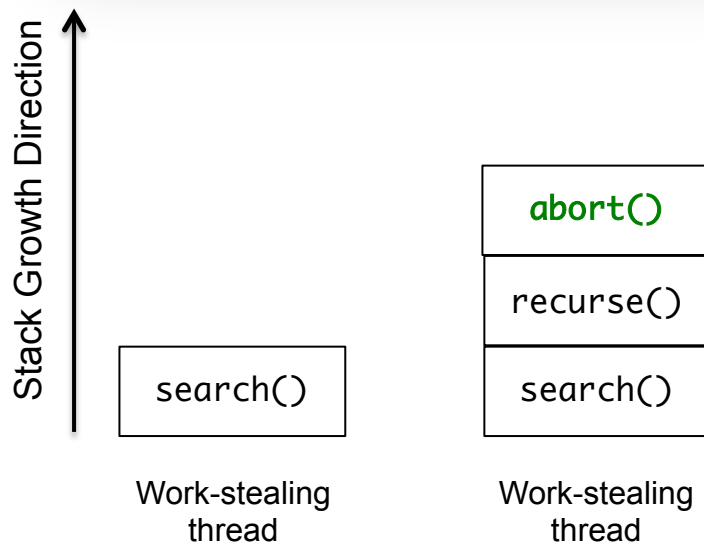 Stack Growth Direction
abort()
recurse()
search()
search()
Work-stealing
thread
Work-stealing
thread